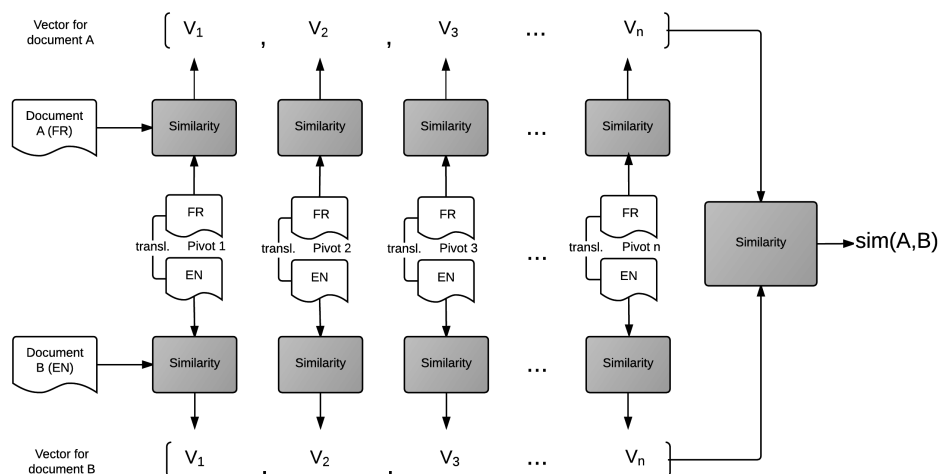 Vector for
document A
[ V1 , V2 , V3 ... Vn ]
Document
A (FR)
Similarity Similarity Similarity ... Similarity
FR FR FR FR
transl. Pivot 1 transl. Pivot 2 transl. Pivot 3 ... transl. Pivot n
EN EN EN EN
Similarity
sim(A,B)
Document
B (EN)
Similarity Similarity Similarity ... Similarity
Vector for
document B
[ V1 , V2 , V3 ... Vn ]